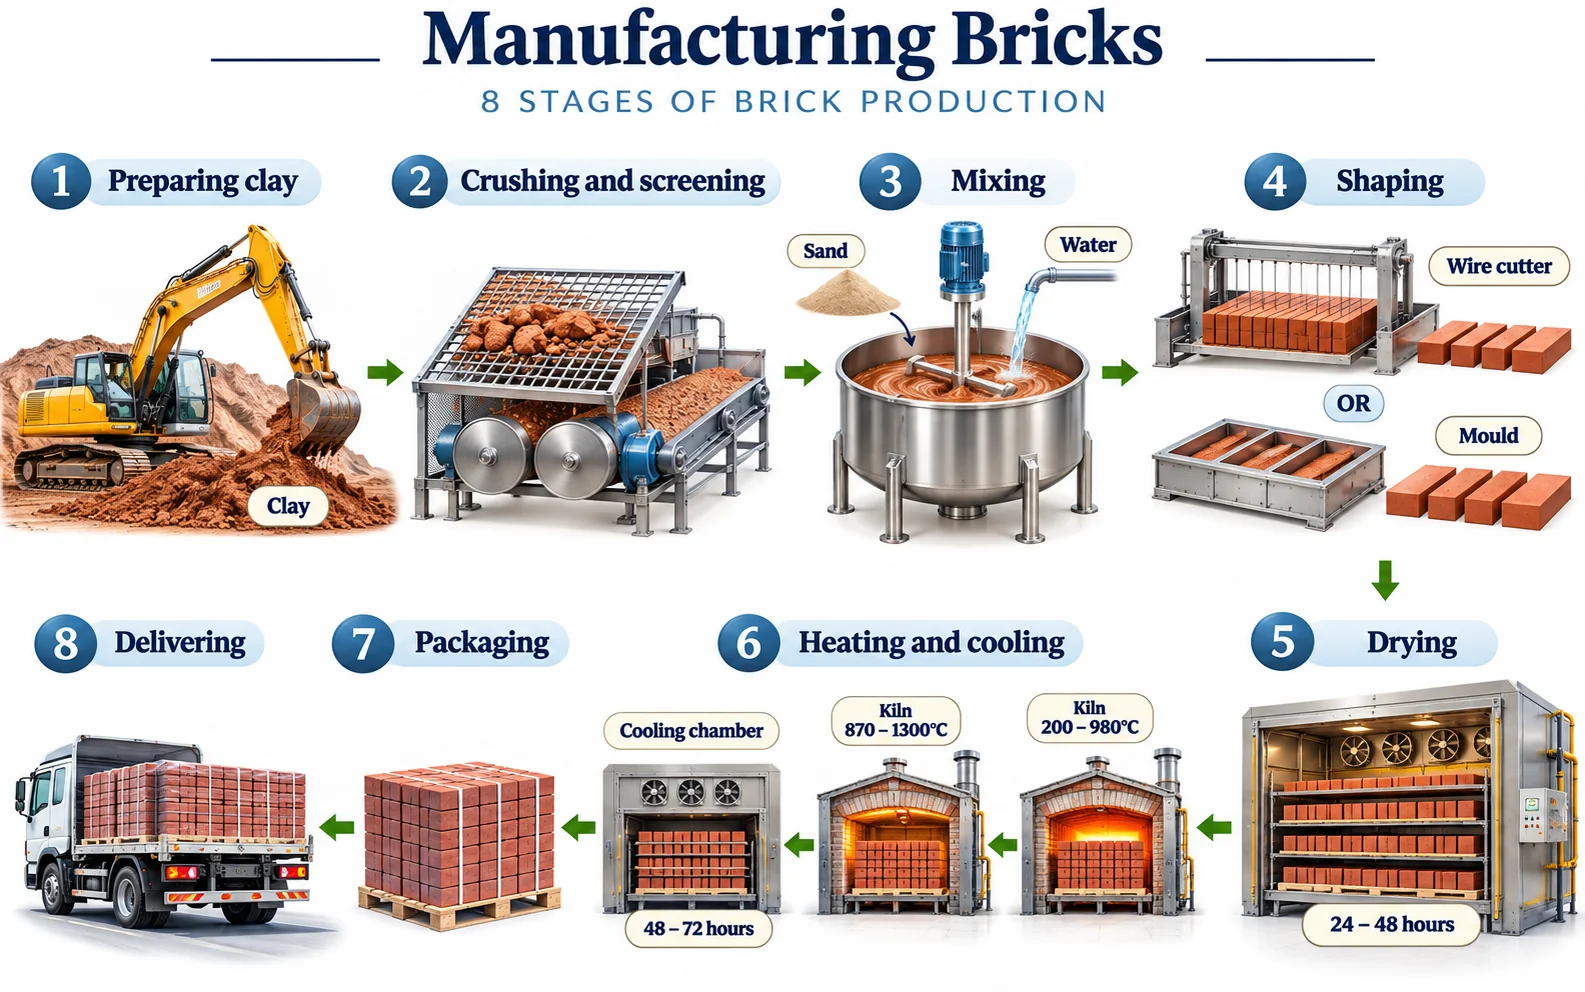 Manufacturing Bricks
8 STAGES OF BRICK PRODUCTION
1 Preparing clay
Clay
2 Crushing and screening
3 Mixing
Sand
Water
4 Shaping
Wire cutter
OR
Mould
5 Drying
24 – 48 hours
6 Heating and cooling
Kiln
200 – 980°C
Kiln
870 – 1300°C
Cooling chamber
48 – 72 hours
7 Packaging
8 Delivering